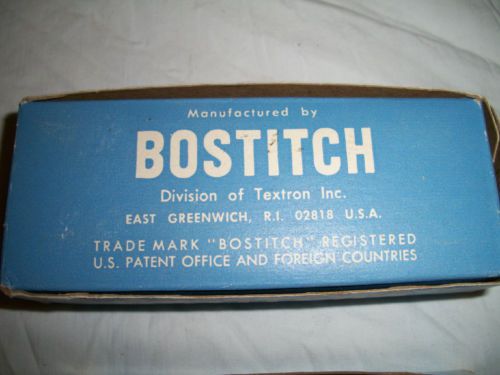 Manufactured by
BOSTITCH
Division of Textron Inc.
EAST GREENWICH, R.I. 02818 U.S.A.
TRADE MARK "BOSTITCH" REGISTERED
U.S. PATENT OFFICE AND FOREIGN COUNTRIES